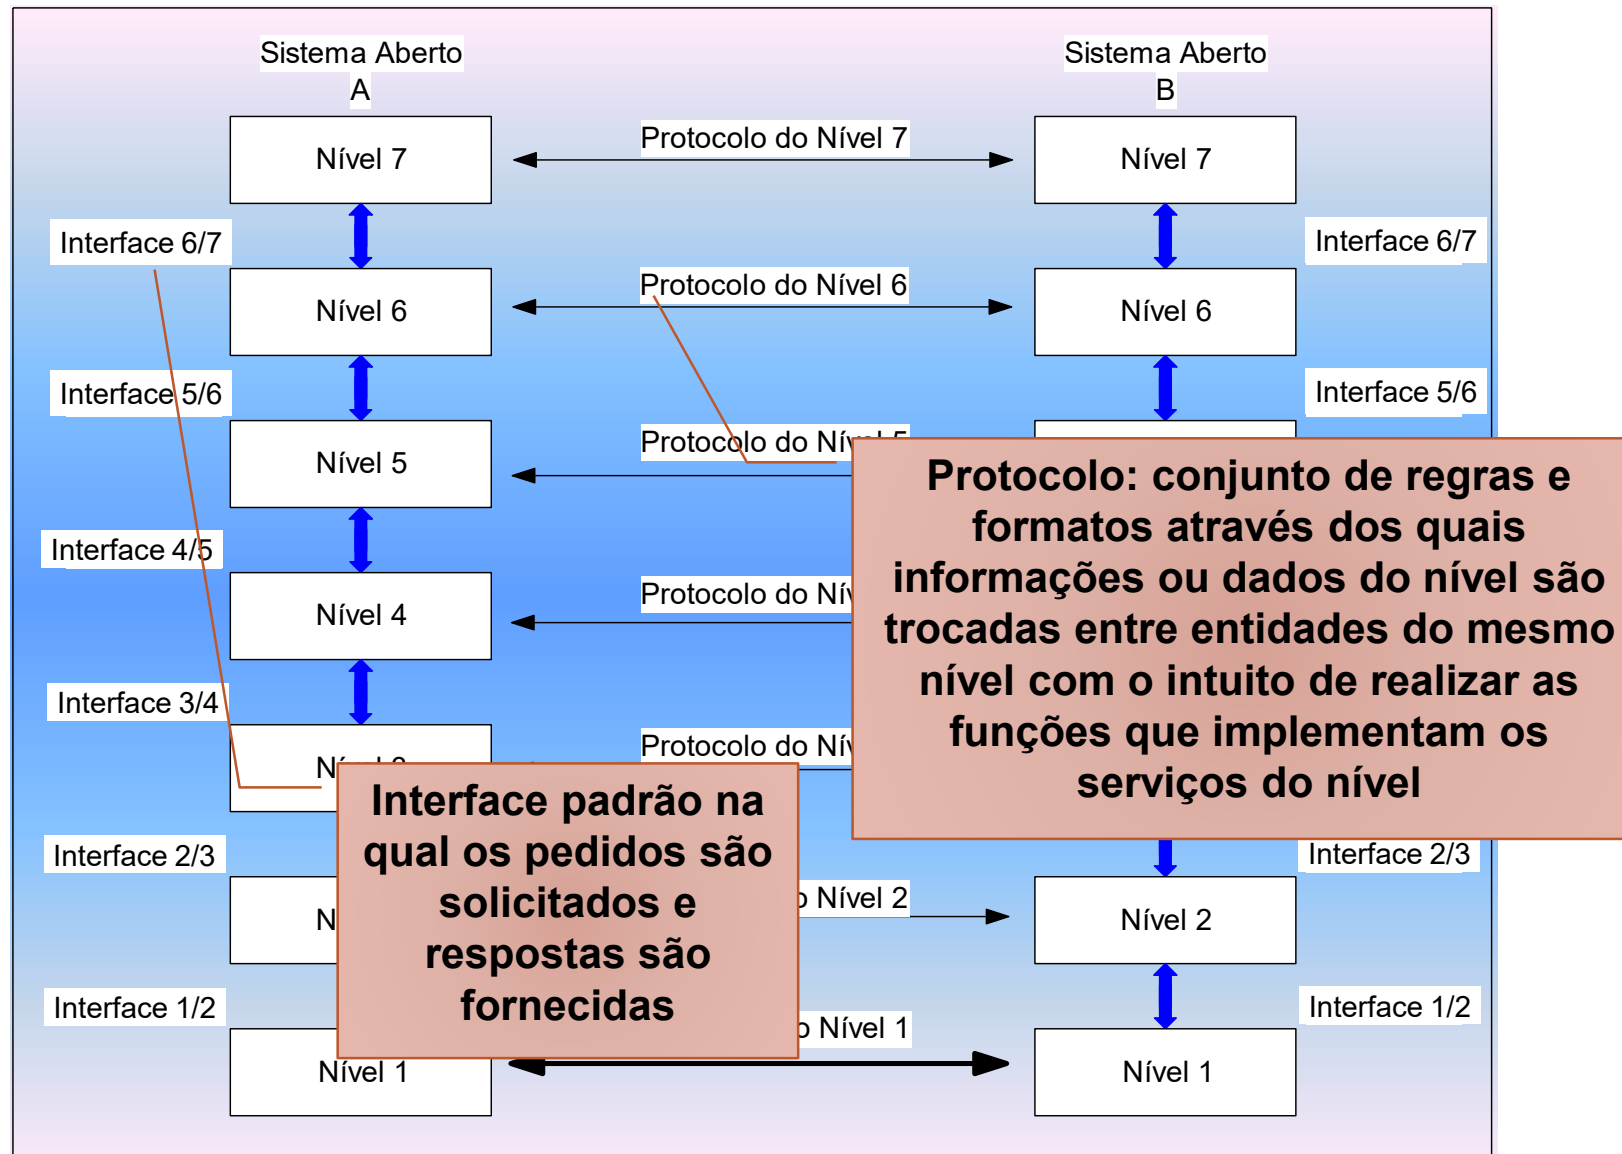 Sistema Aberto
A
Sistema Aberto
B
Nível 7
Protocolo do Nível 7
Nível 7
Interface 6/7
Interface 6/7
Nível 6
Protocolo do Nível 6
Nível 6
Interface 5/6
Interface 5/6
Nível 5
Protocolo do Nível 5
Interface 4/5
Nível 4
Protocolo do
Interface 3/4
Protocolo do
Protocolo: conjunto de regras e
formatos através dos quais
informações ou dados do nível são
trocadas entre entidades do mesmo
nível com o intuito de realizar as
funções que implementam os
serviços do nível
Interface padrão na
qual os pedidos são
solicitados e
respostas são
fornecidas
Interface 2/3
Interface 2/3
Nível 2
Nível 2
Interface 1/2
Interface 1/2
Nível 1
Nível 1
Nível 1